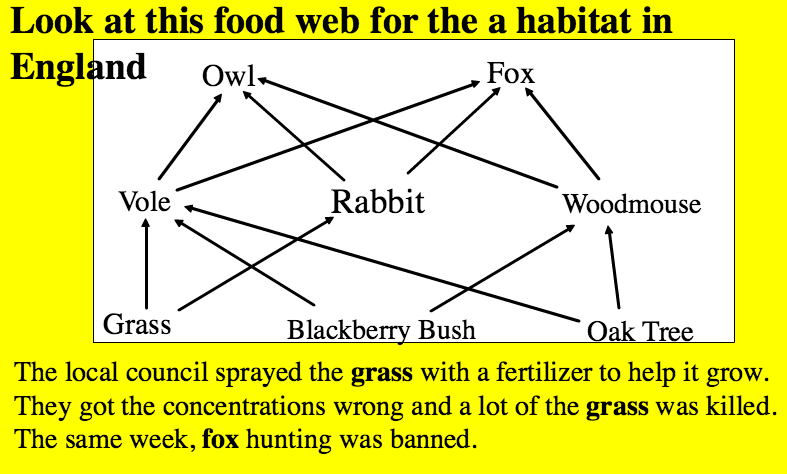 Look at this food web for the a habitat in
England
Owl
Fox
Vole
Rabbit
Woodmouse
Grass
Blackberry Bush
Oak Tree
The local council sprayed the grass with a fertilizer to help it grow.
They got the concentrations wrong and a lot of the grass was killed.
The same week, fox hunting was banned.